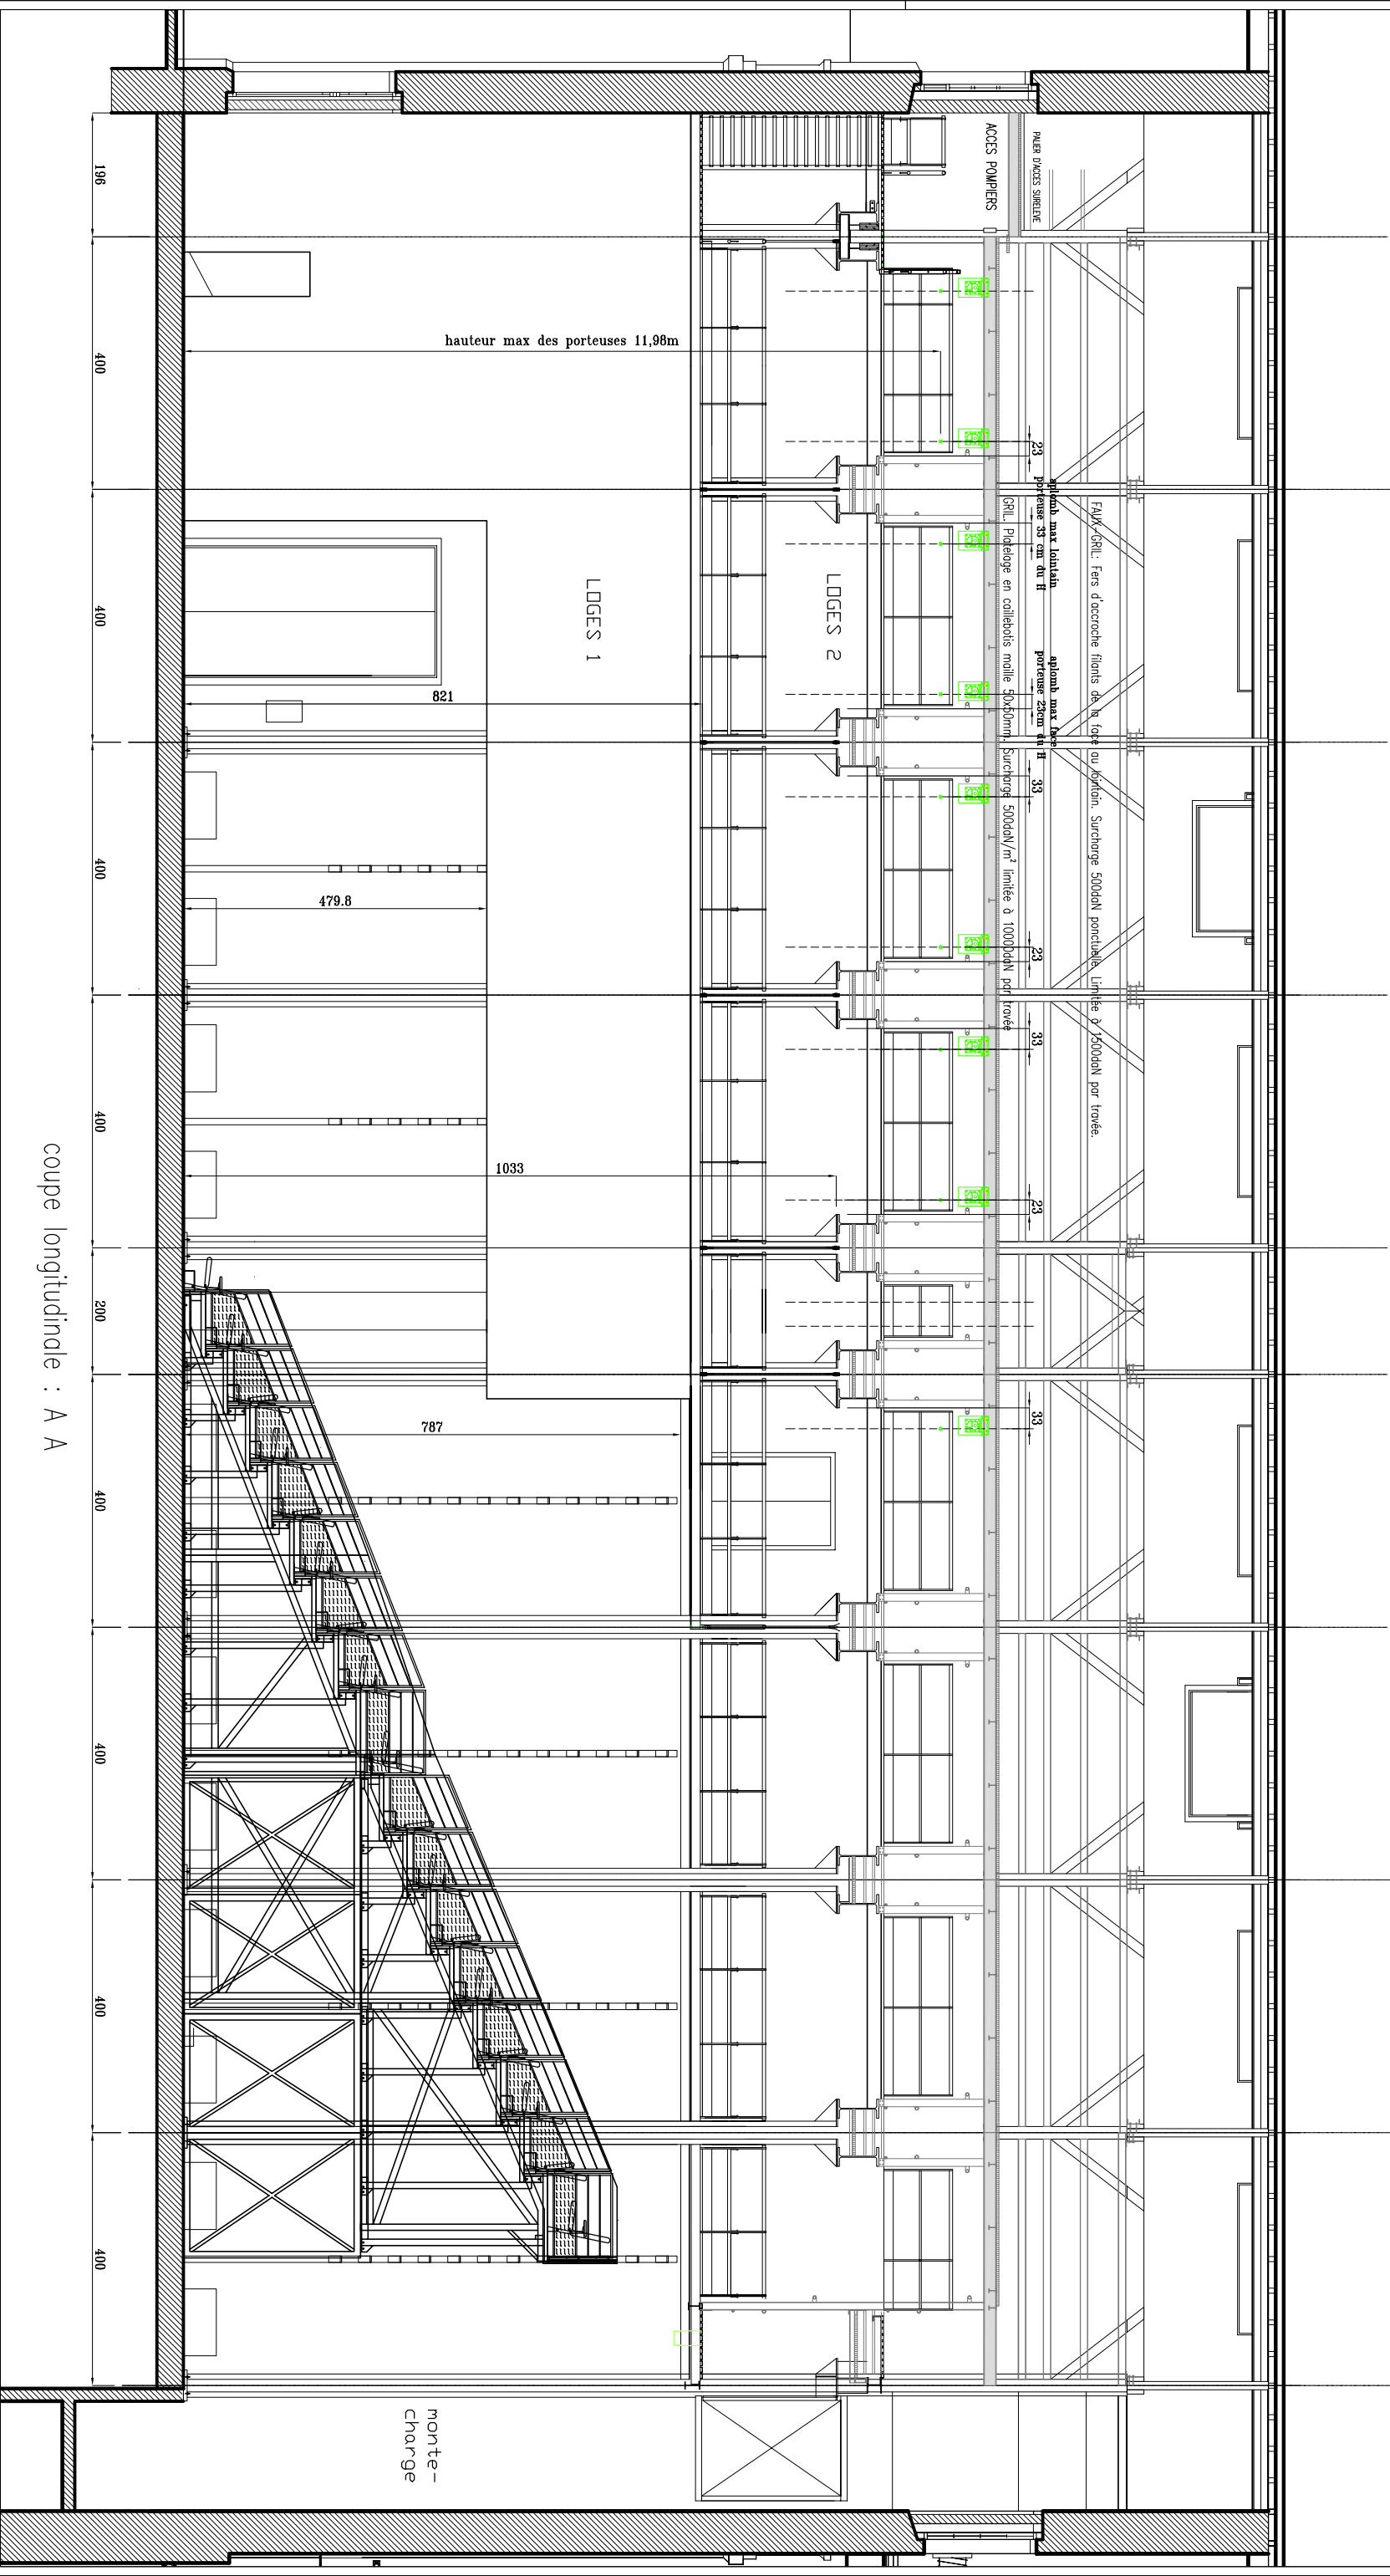 PALIER D'ACCES SURELEVE
ACCES POMPIERS
FAUX-GRIL: Fers d'accroche filants de la face au lointain. Surcharge 500daN ponctuelle. Limitée à 1500daN par travée.
aplomb max lointain
porteuse 33 cm du H
aplomb max face
porteuse 23cm du H
GRIL. Platelage en caillebotis maille 50x50mm. Surcharge 500daN/m² limitée à 10000daN par travée
23
33
23
33
23
33
LOGES 2
LOGES 1
hauteur max des porteuses 11,98m
821
479.8
1033
787
monte-
charge
196
400
400
400
400
200
400
400
400
400
coupe longitudinale : A A